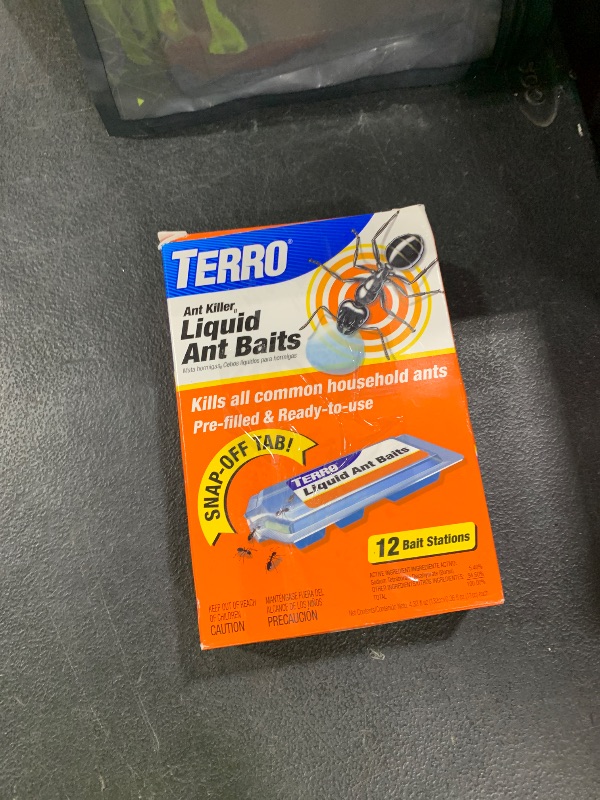 TERRO®
Ant Killer II
Liquid
Ant Baits
Kills all common household ants
Pre-filled & Ready-to-use
SNAP-OFF TAB!
TERRO
Liquid Ant Baits
12 Bait Stations
KEEP OUT OF REACH
OF CHILDREN
CAUTION
MANTENGASE FUERA DEL
ALCANCE DE LOS NIÑOS
PRECAUCIÓN